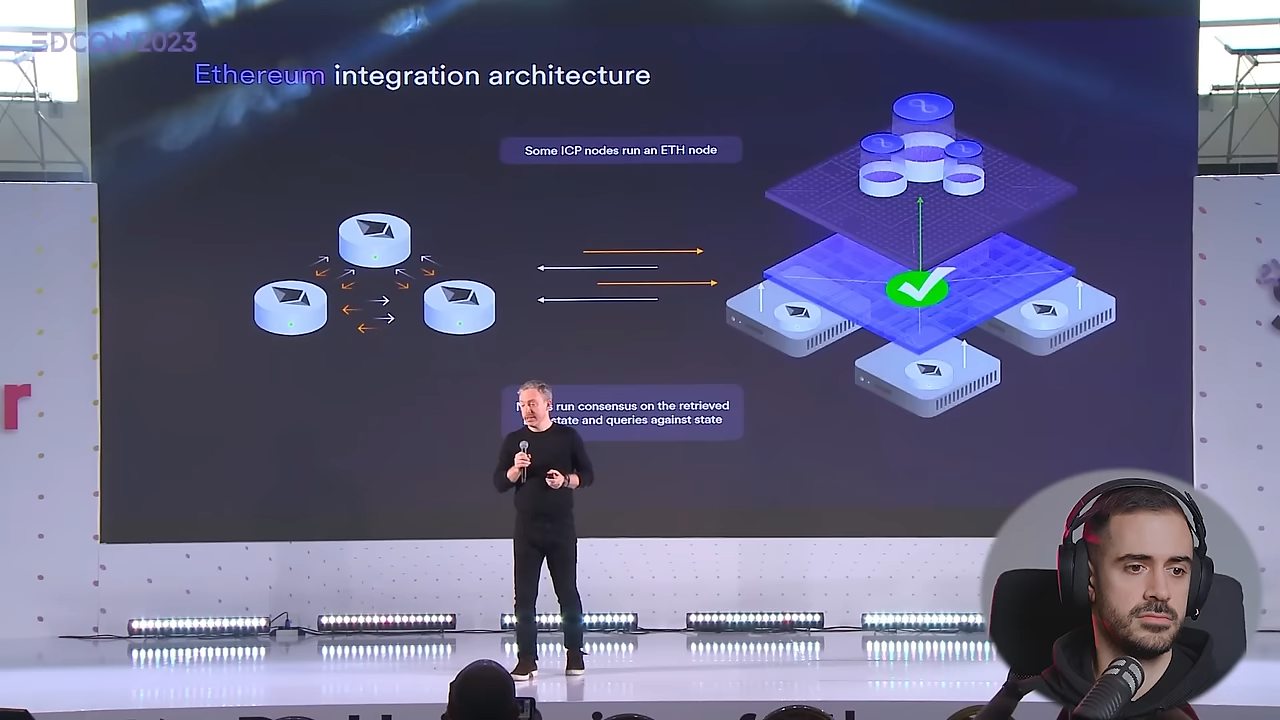 EDCON 2023
Ethereum integration architecture
Some ICP nodes run an ETH node
run consensus on the retrieved
state and queries against state
r